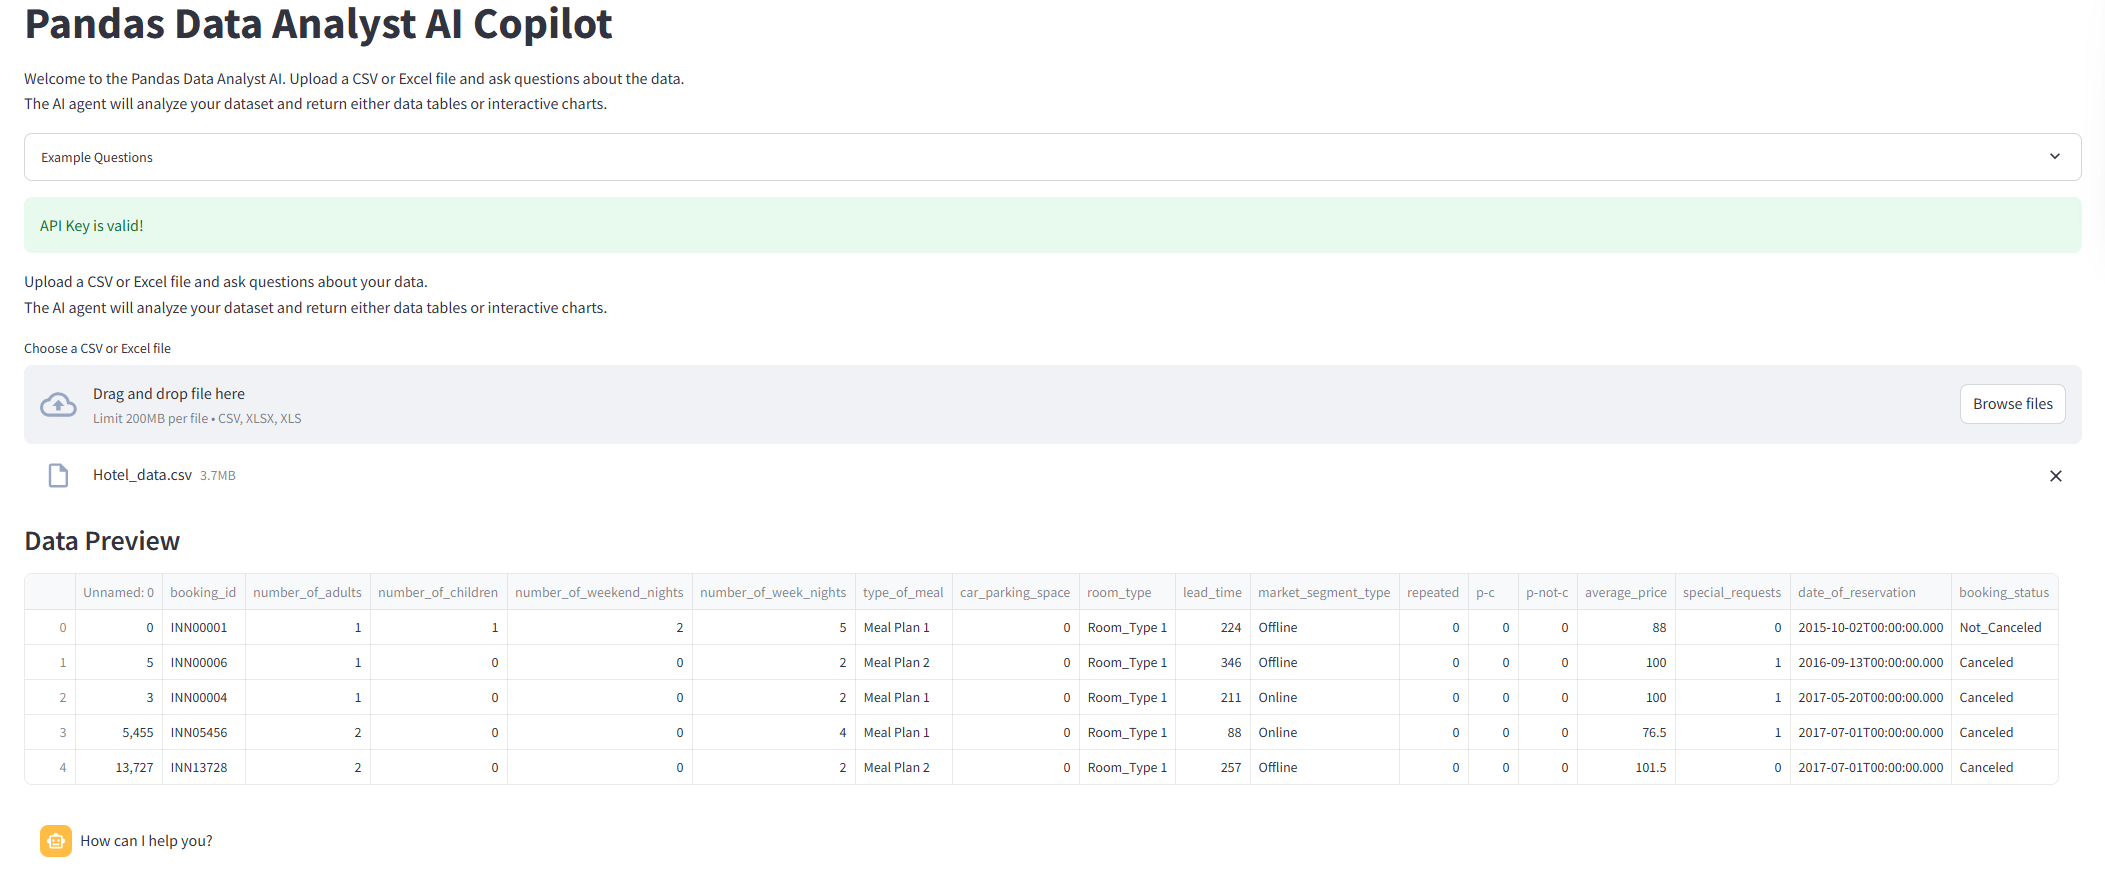 Pandas Data Analyst AI Copilot
Welcome to the Pandas Data Analyst AI. Upload a CSV or Excel file and ask questions about the data.
The AI agent will analyze your dataset and return either data tables or interactive charts.
Example Questions
API Key is valid!
Upload a CSV or Excel file and ask questions about your data.
The AI agent will analyze your dataset and return either data tables or interactive charts.
Choose a CSV or Excel file
Drag and drop file here
Limit 200MB per file • CSV, XLSX, XLS
Browse files
Hotel_data.csv 3.7MB
Data Preview
Unnamed: 0 booking_id number_of_adults number_of_children number_of_weekend_nights number_of_week_nights type_of_meal car_parking_space room_type lead_time market_segment_type repeated p-c p-not-c average_price special_requests date_of_reservation booking_status
0 0 INN00001 1 1 2 5 Meal Plan 1 0 Room_Type 1 224 Offline 0 0 0 88 0 2015-10-02T00:00:00.000 Not_Canceled
1 5 INN00006 1 0 0 2 Meal Plan 2 0 Room_Type 1 346 Offline 0 0 0 100 1 2016-09-13T00:00:00.000 Canceled
2 3 INN00004 1 0 0 2 Meal Plan 1 0 Room_Type 1 211 Online 0 0 0 100 1 2017-05-20T00:00:00.000 Canceled
3 5,455 INN05456 2 0 0 4 Meal Plan 1 0 Room_Type 1 88 Online 0 0 0 76.5 1 2017-07-01T00:00:00.000 Canceled
4 13,727 INN13728 2 0 0 2 Meal Plan 2 0 Room_Type 1 257 Offline 0 0 0 101.5 0 2017-07-01T00:00:00.000 Canceled
How can I help you?